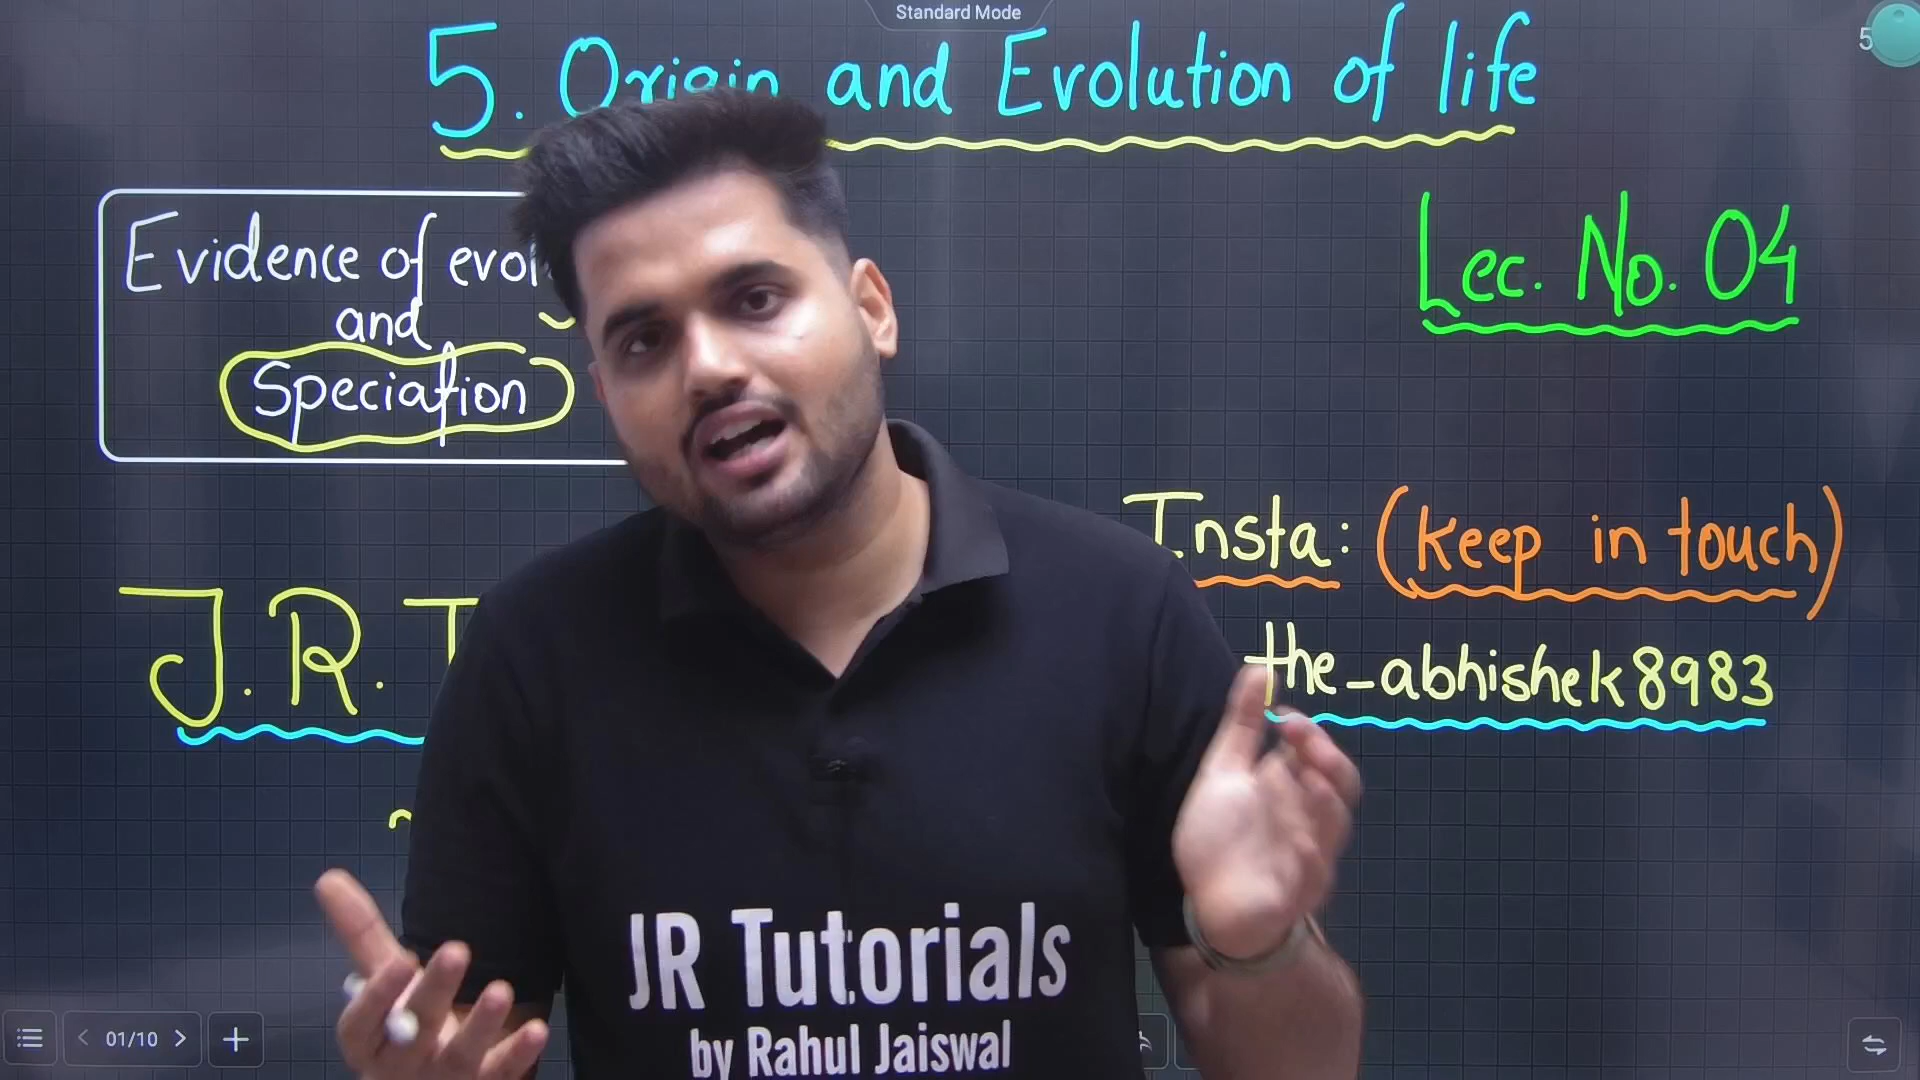 Standard Mode
5
5. Origin and Evolution of life
Evidence of evol
and
Speciation
Lec. No. 04
Insta: (keep in touch)
the_abhishek8983
J.R. T
JR Tutorials
by Rahul Jaiswal
01/10